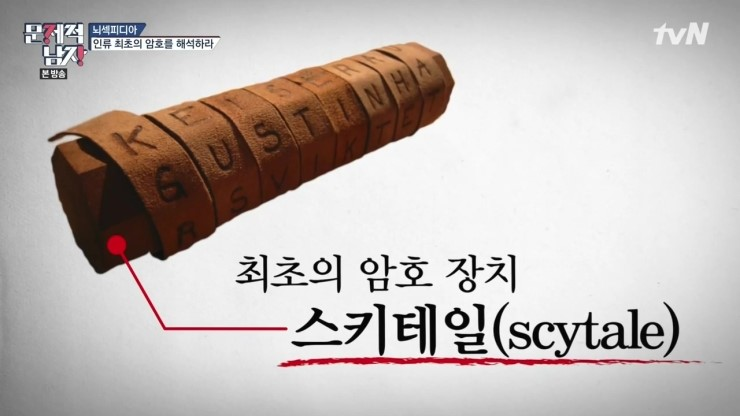 문제적
남자
본 방송
뇌섹피디아
인류 최초의 암호를 해석하라
tvN
GUSTINHA
최초의 암호 장치
스키테일(scytale)